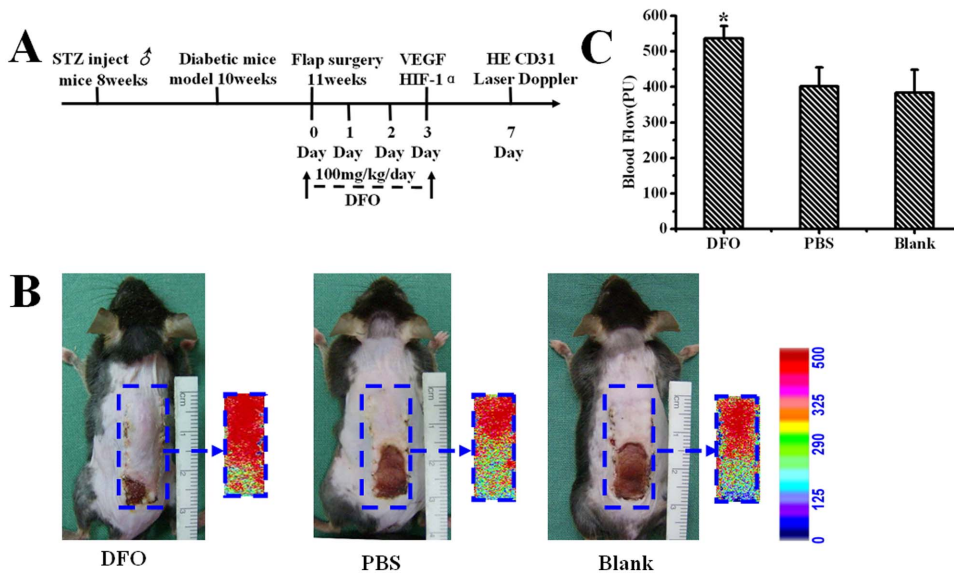 A
STZ inject ♂
mice 8weeks
Diabetic mice
model 10weeks
Flap surgery
11weeks
VEGF
HIF-1 α
HE CD31
Laser Doppler
0
1
2
3
7
Day
Day
Day
Day
Day
100mg/kg/day
DFO
C
Blood Flow(PU)
600
500
400
300
200
100
0
*
DFO
PBS
Blank
B
500
325
290
125
0
DFO
PBS
Blank